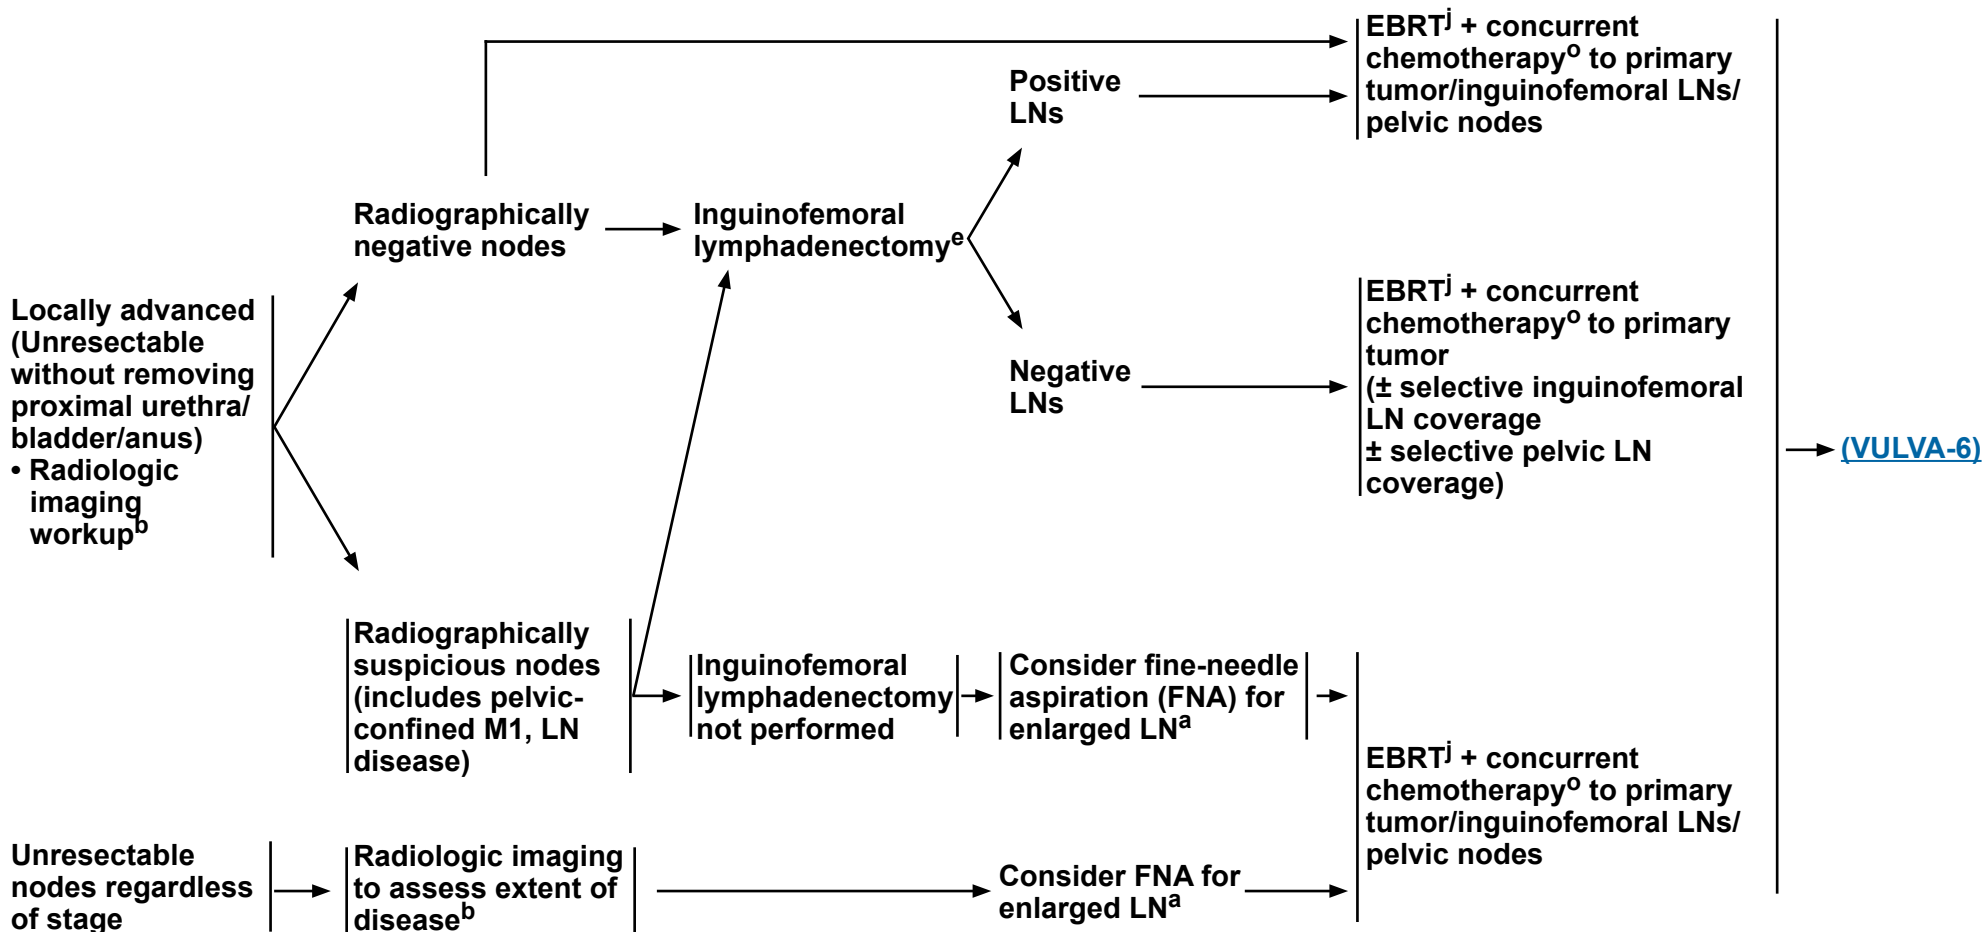 EBRTj + concurrent
chemotherapyo to primary
tumor/inguinofemoral LNs/
pelvic nodes
Positive
LNs
Radiographically
negative nodes
Inguinofemoral
lymphadenectomye
Locally advanced
(Unresectable
without removing
proximal urethra/
bladder/anus)
• Radiologic
imaging
workupb
Negative
LNs
EBRTj + concurrent
chemotherapyo to primary
tumor
(± selective inguinofemoral
LN coverage
± selective pelvic LN
coverage)
(VULVA-6)
Radiographically
suspicious nodes
(includes pelvic-
confined M1, LN
disease)
Inguinofemoral
lymphadenectomy
not performed
Consider fine-needle
aspiration (FNA) for
enlarged LNa
EBRTj + concurrent
chemotherapyo to primary
tumor/inguinofemoral LNs/
pelvic nodes
Unresectable
nodes regardless
of stage
Radiologic imaging
to assess extent of
diseaseb
Consider FNA for
enlarged LNa